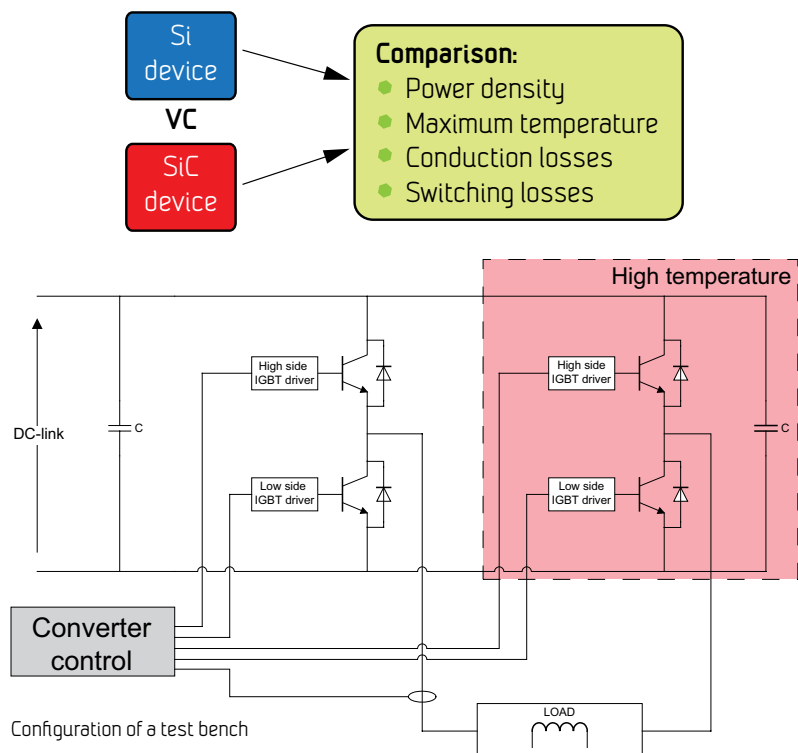 Si
device
VC
SiC
device
Comparison:
Power density
Maximum temperature
Conduction losses
Switching losses
High temperature
High side
IGBT driver
High side
IGBT driver
DC-link
C
C
Low side
IGBT driver
Low side
IGBT driver
Converter
control
LOAD
Configuration of a test bench